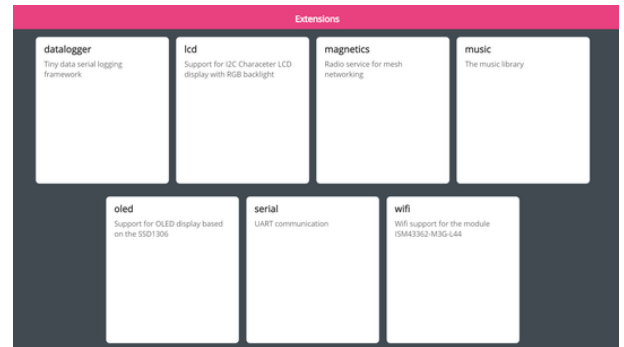 Extensions
datalogger
Tiny data serial logging
framework
lcd
Support for I2C Characeter LCD
display with RGB backlight
magnetics
Radio service for mesh
networking
music
The music library
oled
Support for OLED display based
on the SSD1306
serial
UART communication
wifi
Wifi support for the module
ISM43362-M3G-L44